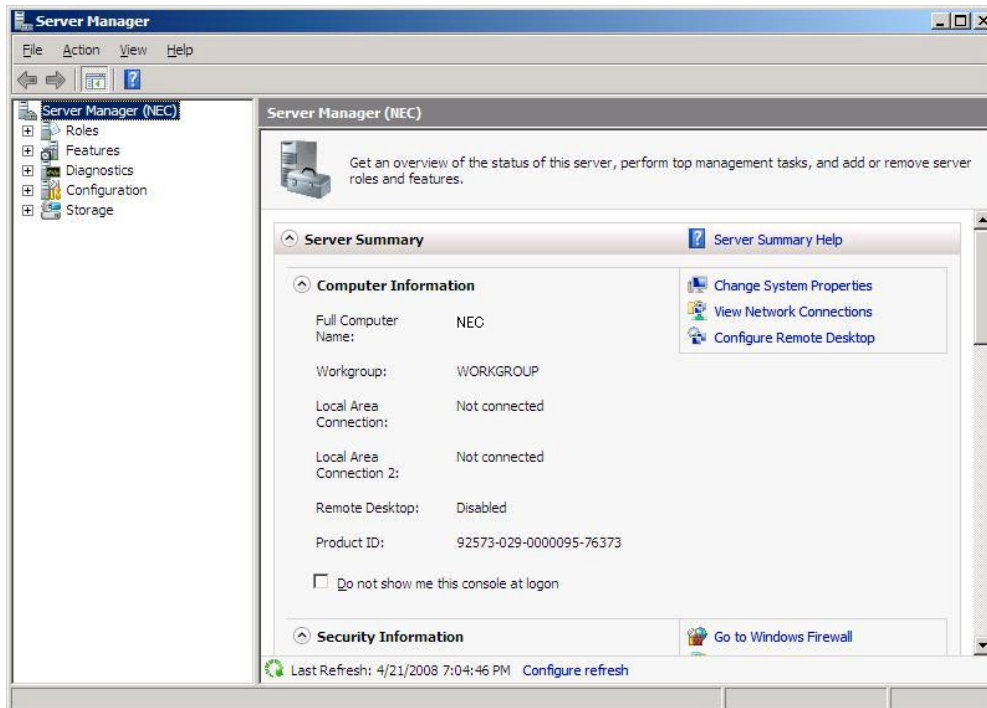 Server Manager
File Action View Help
Server Manager (NEC)
Roles
Features
Diagnostics
Configuration
Storage
Server Manager (NEC)
Get an overview of the status of this server, perform top management tasks, and add or remove server
roles and features.
Server Summary
Server Summary Help
Computer Information
Full Computer
Name:
NEC
Workgroup:
WORKGROUP
Local Area
Connection:
Not connected
Local Area
Connection 2:
Not connected
Remote Desktop:
Disabled
Product ID:
92573-029-0000095-76373
Do not show me this console at logon
Change System Properties
View Network Connections
Configure Remote Desktop
Security Information
Go to Windows Firewall
Last Refresh: 4/21/2008 7:04:46 PM Configure refresh